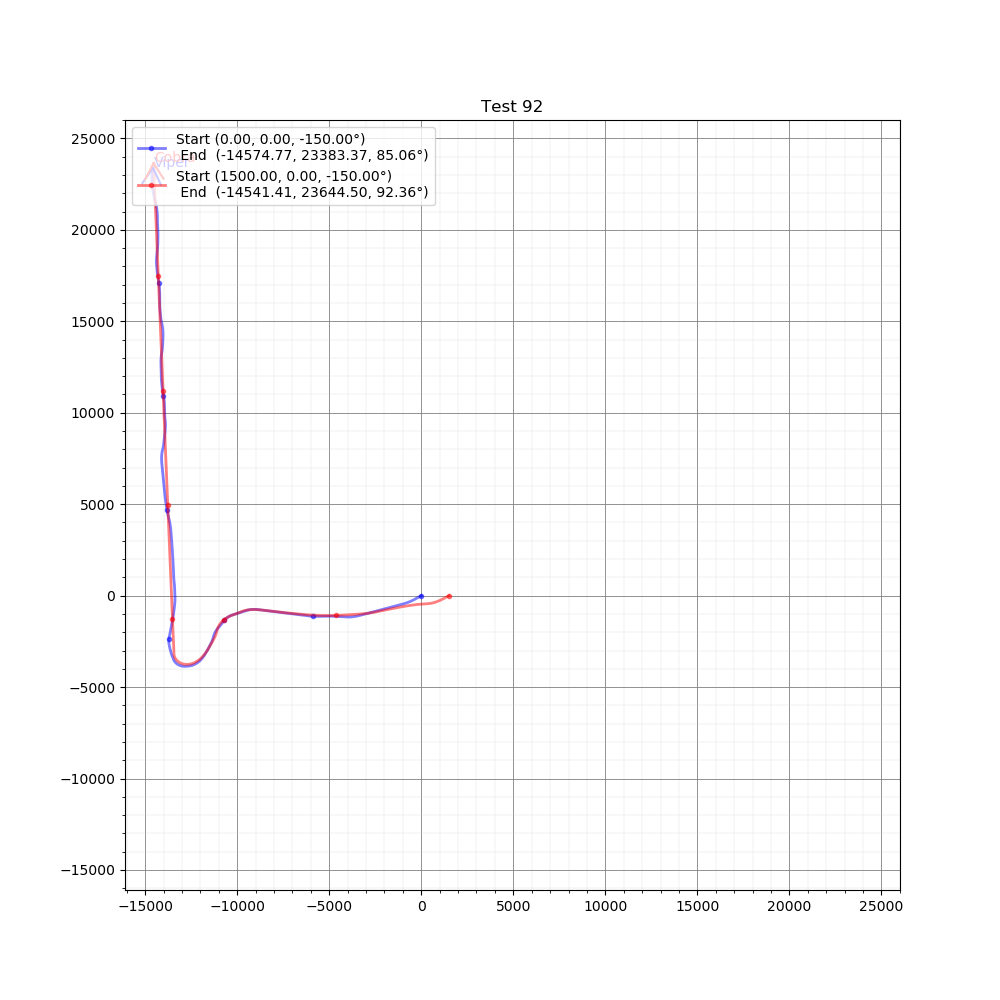 Test 92
Start (0.00, 0.00, -150.00°)
End (-14574.77, 23383.37, 85.06°)
Start (1500.00, 0.00, -150.00°)
End (-14541.41, 23644.50, 92.36°)
Viper
25000
20000
15000
10000
5000
0
−5000
−10000
−15000
−15000 −10000 −5000 0 5000 10000 15000 20000 25000